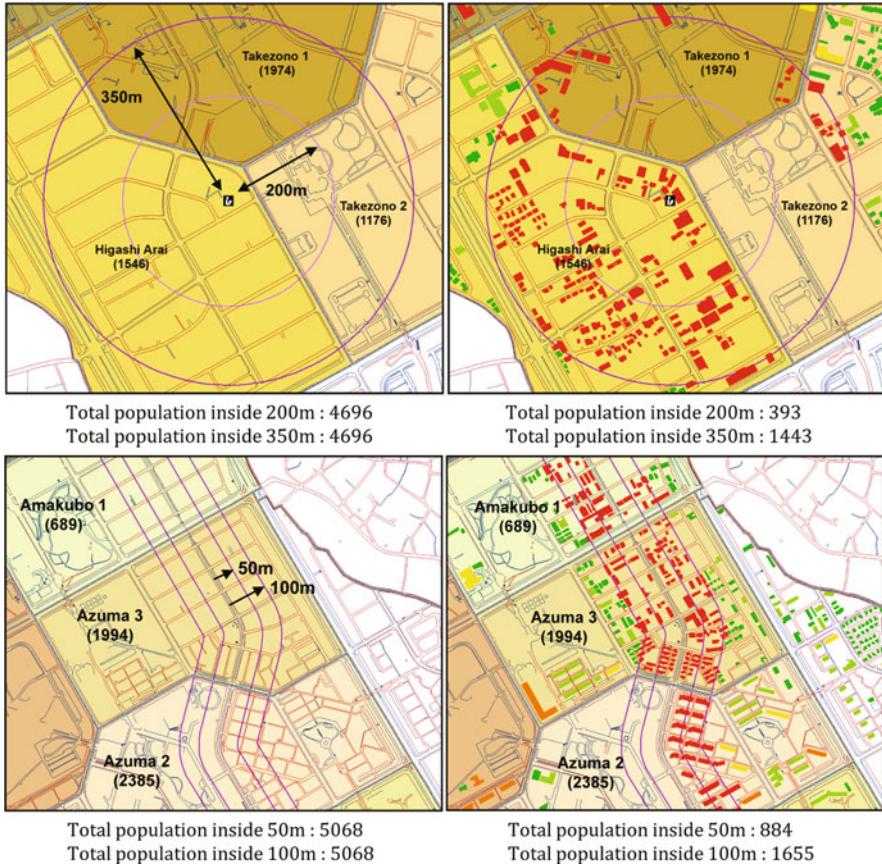 Takezono 1
(1974)
350m
200m
Takezono 2
(1176)
Higashi Arai
(1546)
Takezono 1
(1974)
Takezono 2
(1176)
Higashi Arai
(1546)
Total population inside 200m : 4696
Total population inside 350m : 4696
Total population inside 200m : 393
Total population inside 350m : 1443
Amakubo 1
(689)
50m
100m
Azuma 3
(1994)
Azuma 2
(2385)
Amakubo 1
(689)
Azuma 3
(1994)
Azuma 2
(2385)
Total population inside 50m : 5068
Total population inside 100m : 5068
Total population inside 50m : 884
Total population inside 100m : 1655